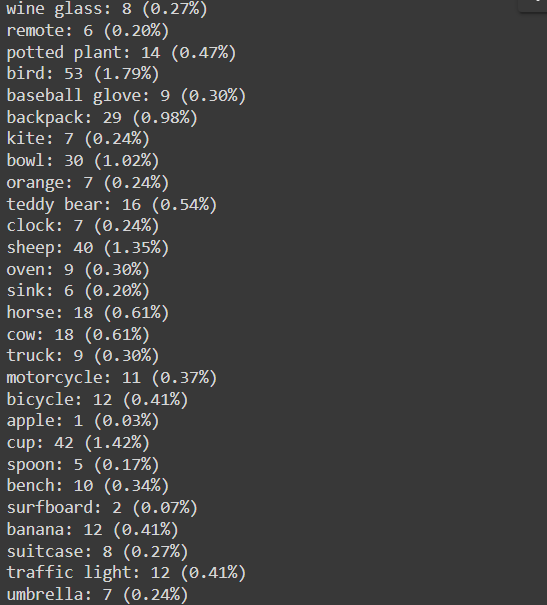 wine glass: 8 (0.27%)
remote: 6 (0.20%)
potted plant: 14 (0.47%)
bird: 53 (1.79%)
baseball glove: 9 (0.30%)
backpack: 29 (0.98%)
kite: 7 (0.24%)
bowl: 30 (1.02%)
orange: 7 (0.24%)
teddy bear: 16 (0.54%)
clock: 7 (0.24%)
sheep: 40 (1.35%)
oven: 9 (0.30%)
sink: 6 (0.20%)
horse: 18 (0.61%)
cow: 18 (0.61%)
truck: 9 (0.30%)
motorcycle: 11 (0.37%)
bicycle: 12 (0.41%)
apple: 1 (0.03%)
cup: 42 (1.42%)
spoon: 5 (0.17%)
bench: 10 (0.34%)
surfboard: 2 (0.07%)
banana: 12 (0.41%)
suitcase: 8 (0.27%)
traffic light: 12 (0.41%)
umbrella: 7 (0.24%)